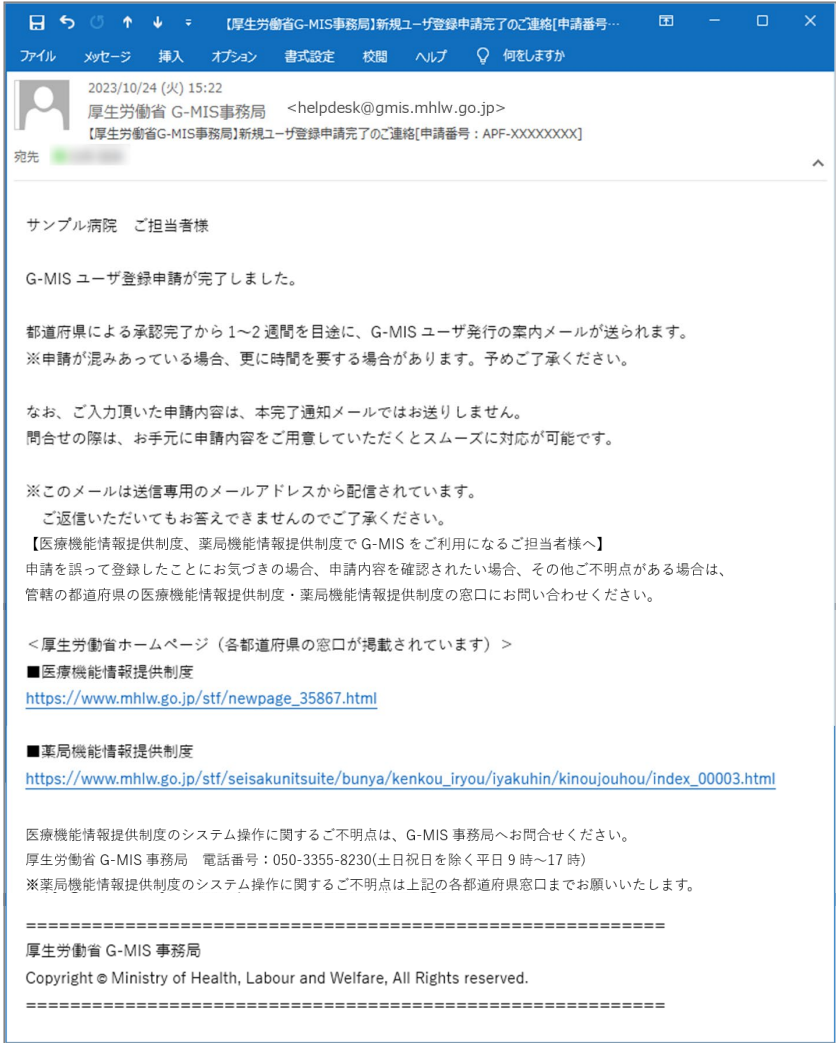 【厚生労働省G-MIS事務局】新規ユーザ登録申請完了のご連絡[申請番号…
ファイル メッセージ 挿入 オプション 書式設定 校閲 ヘルプ 何をしますか
2023/10/24 (火) 15:22
厚生労働省 G-MIS事務局 <helpdesk@gmis.mhlw.go.jp>
【厚生労働省G-MIS事務局】新規ユーザ登録申請完了のご連絡[申請番号：APF-XXXXXXXX]
宛先
サンプル病院　ご担当者様
G-MIS ユーザ登録申請が完了しました。
都道府県による承認完了から 1～2 週間を目途に、G-MIS ユーザ発行の案内メールが送られます。
※申請が混みあっている場合、更に時間を要する場合があります。予めご了承ください。
なお、ご入力頂いた申請内容は、本完了通知メールではお送りしません。
問合せの際は、お手元に申請内容をご用意していただくとスムーズに対応が可能です。
※このメールは送信専用のメールアドレスから配信されています。
ご返信いただいてもお答えできませんのでご了承ください。
【医療機能情報提供制度、薬局機能情報提供制度で G-MIS をご利用になるご担当者様へ】
申請を誤って登録したことにお気づきの場合、申請内容を確認されたい場合、その他ご不明点がある場合は、
管轄の都道府県の医療機能情報提供制度・薬局機能情報提供制度の窓口にお問い合わせください。
＜厚生労働省ホームページ（各都道府県の窓口が掲載されています）＞
■医療機能情報提供制度
https://www.mhlw.go.jp/stf/newpage_35867.html
■薬局機能情報提供制度
https://www.mhlw.go.jp/stf/seisakunitsuite/bunya/kenkou_iryou/iyakuhin/kinoujouhou/index_00003.html
医療機能情報提供制度のシステム操作に関するご不明点は、G-MIS 事務局へお問合せください。
厚生労働省 G-MIS 事務局　電話番号：050-3355-8230(土日祝日を除く平日 9 時～17 時)
※薬局機能情報提供制度のシステム操作に関するご不明点は上記の各都道府県窓口までお願いいたします。
==========================================================
厚生労働省 G-MIS 事務局
Copyright © Ministry of Health, Labour and Welfare, All Rights reserved.
==========================================================